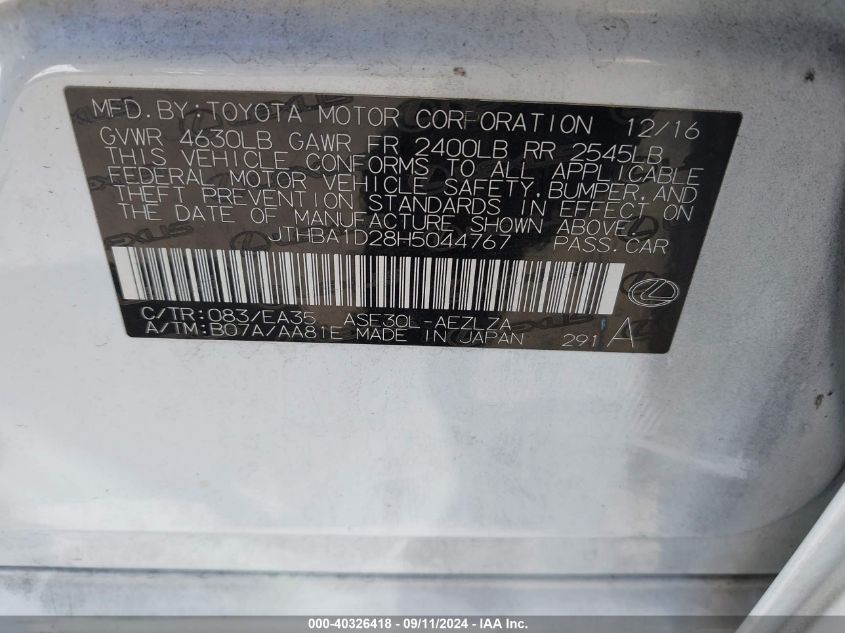 MFD. BY: TOYOTA MOTOR CORPORATION 12/16
GVWR 4630LB GAWR FR 2400LB RR 2545LB
THIS VEHICLE CONFORMS TO ALL APPLICABLE
FEDERAL MOTOR VEHICLE SAFETY, BUMPER, AND
THEFT PREVENTION STANDARDS IN EFFECT ON
THE DATE OF MANUFACTURE SHOWN ABOVE.
JTHBA1D28H5044767 PASS. CAR
C/TR: 083/EA35 ASE30L-AEZLZA
A/TM: B07A/AA81E MADE IN JAPAN 291 A
000-40326418 - 09/11/2024 - IAA Inc.